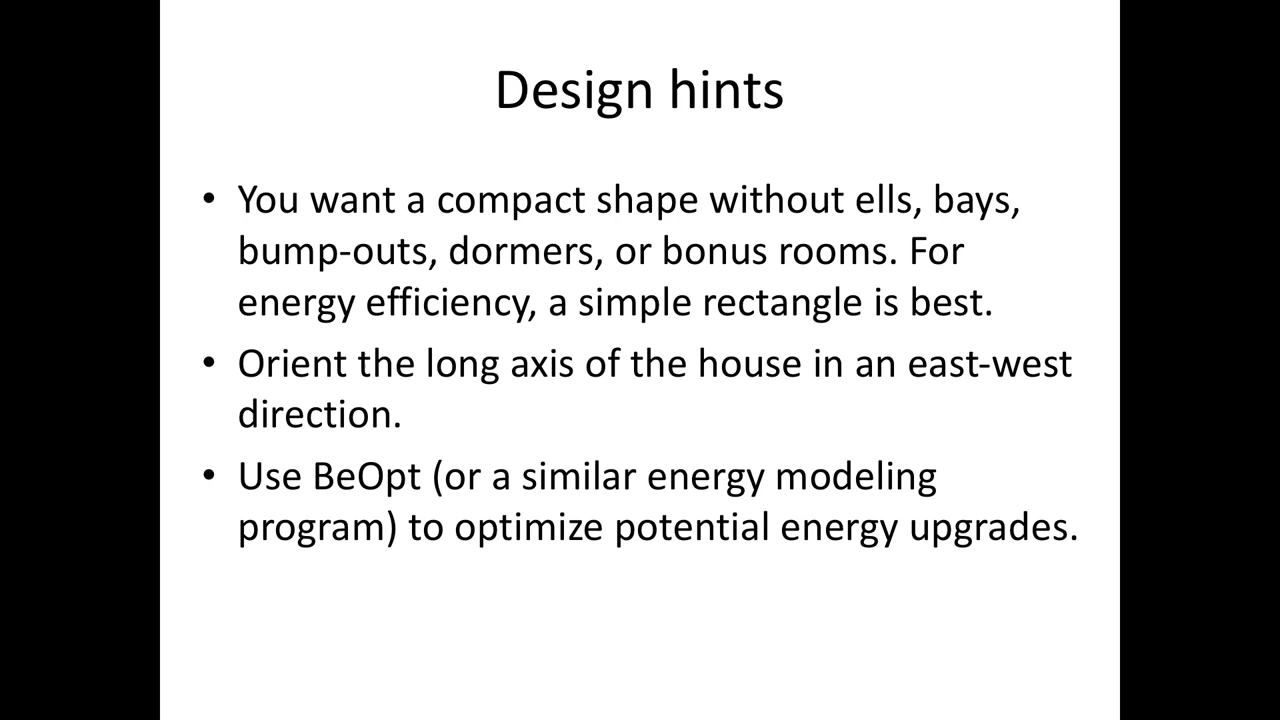 Design hints
• You want a compact shape without ells, bays,
bump-outs, dormers, or bonus rooms. For
energy efficiency, a simple rectangle is best.
• Orient the long axis of the house in an east-west
direction.
• Use BeOpt (or a similar energy modeling
program) to optimize potential energy upgrades.